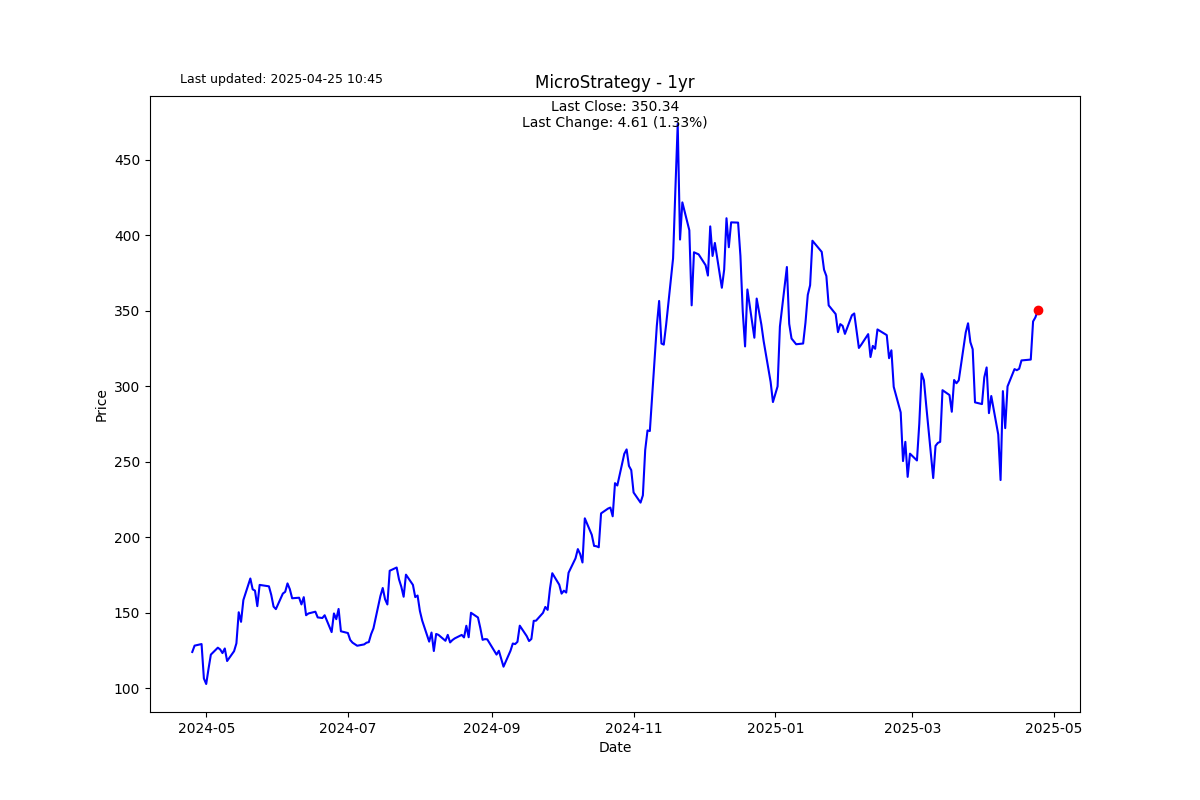 Last updated: 2025-04-25 10:45
MicroStrategy - 1yr
Last Close: 350.34
Last Change: 4.61 (1.33%)
Price
450
400
350
300
250
200
150
100
2024-05
2024-07
2024-09
2024-11
2025-01
2025-03
2025-05
Date